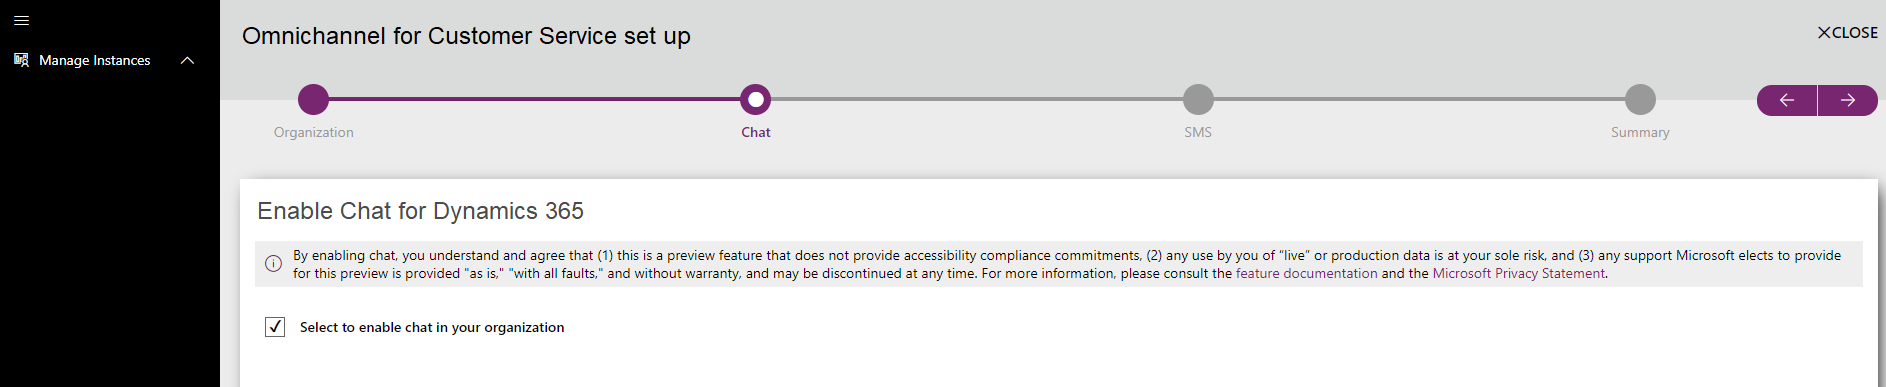 Omnichannel for Customer Service set up
CLOSE
Manage Instances
Organization
Chat
SMS
Summary
Enable Chat for Dynamics 365
By enabling chat, you understand and agree that (1) this is a preview feature that does not provide accessibility compliance commitments, (2) any use by you of “live” or production data is at your sole risk, and (3) any support Microsoft elects to provide
for this preview is provided "as is," "with all faults," and without warranty, and may be discontinued at any time. For more information, please consult the feature documentation and the Microsoft Privacy Statement.
Select to enable chat in your organization